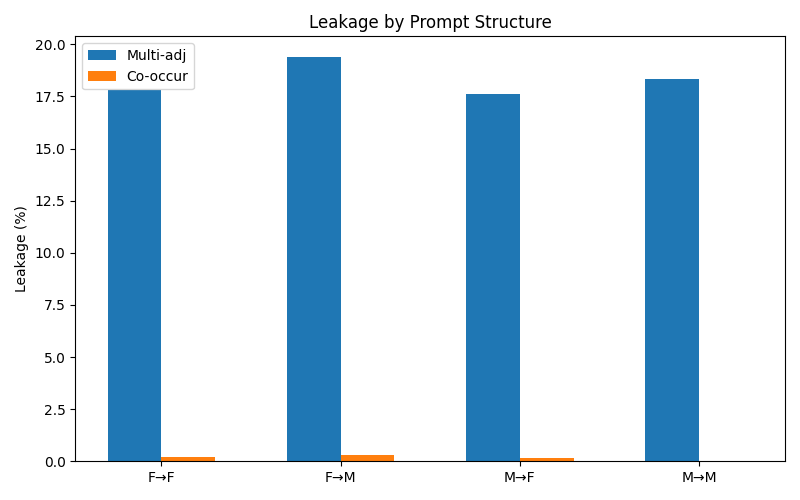 Leakage by Prompt Structure
Multi-adj
Co-occur
Leakage (%)
20.0
17.5
15.0
12.5
10.0
7.5
5.0
2.5
0.0
F→F F→M M→F M→M